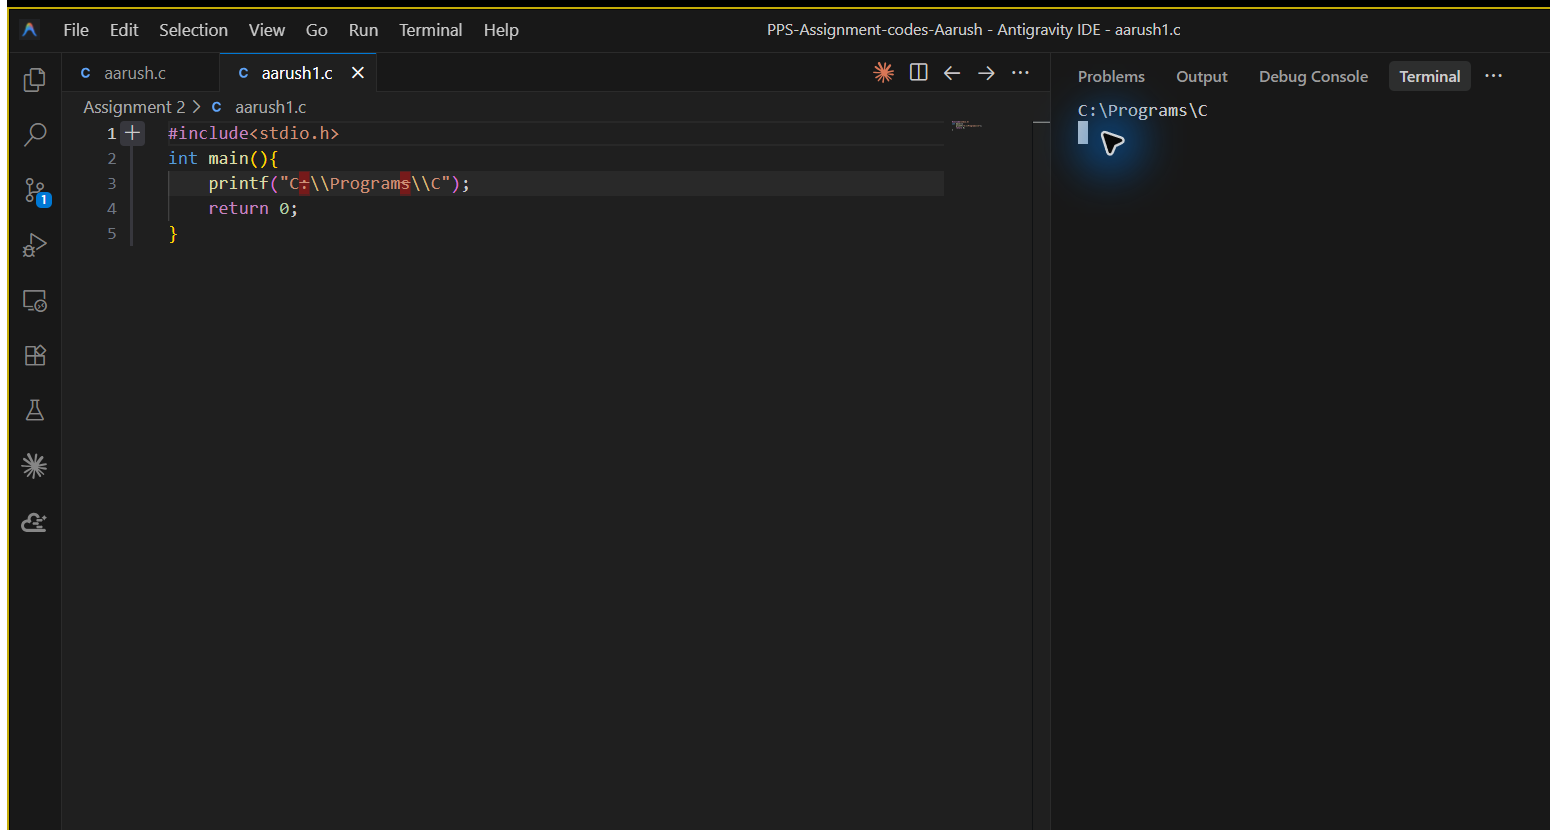 File Edit Selection View Go Run Terminal Help
PPS-Assignment-codes-Aarush - Antigravity IDE - aarush1.c
C aarush.c
C aarush1.c
Assignment 2 > C aarush1.c
1 #include<stdio.h>
2 int main(){
3 printf("C:\\Programs\\C");
4 return 0;
5 }
1
Problems Output Debug Console Terminal
C:\Programs\C